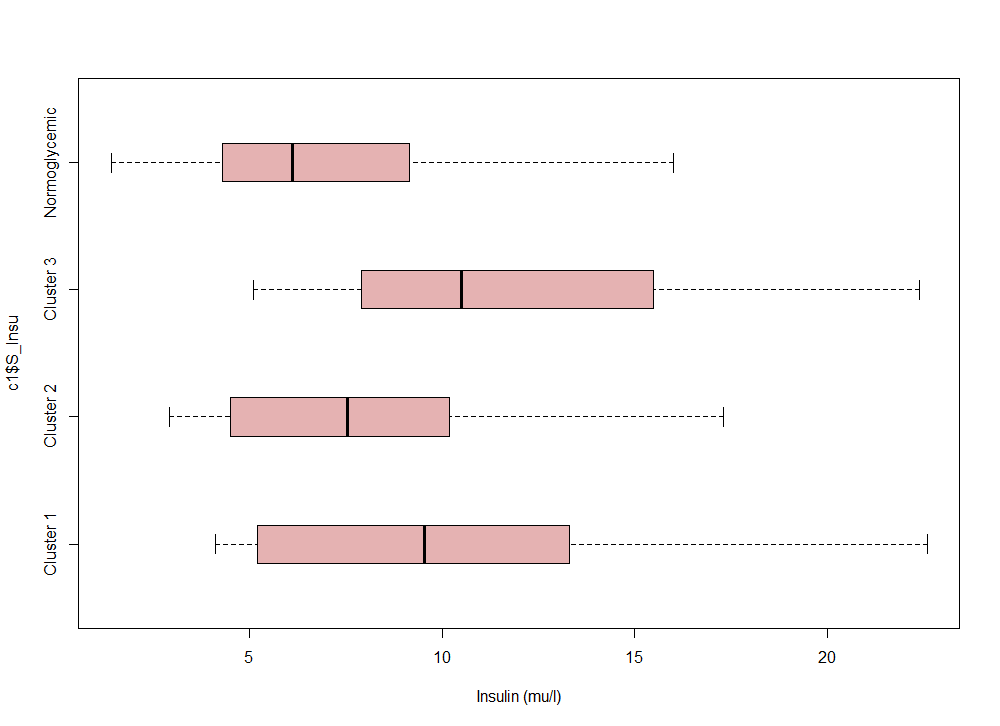 c1$S_Insu
Normoglycemic
Cluster 3
Cluster 2
Cluster 1
5 10 15 20
Insulin (mu/l)